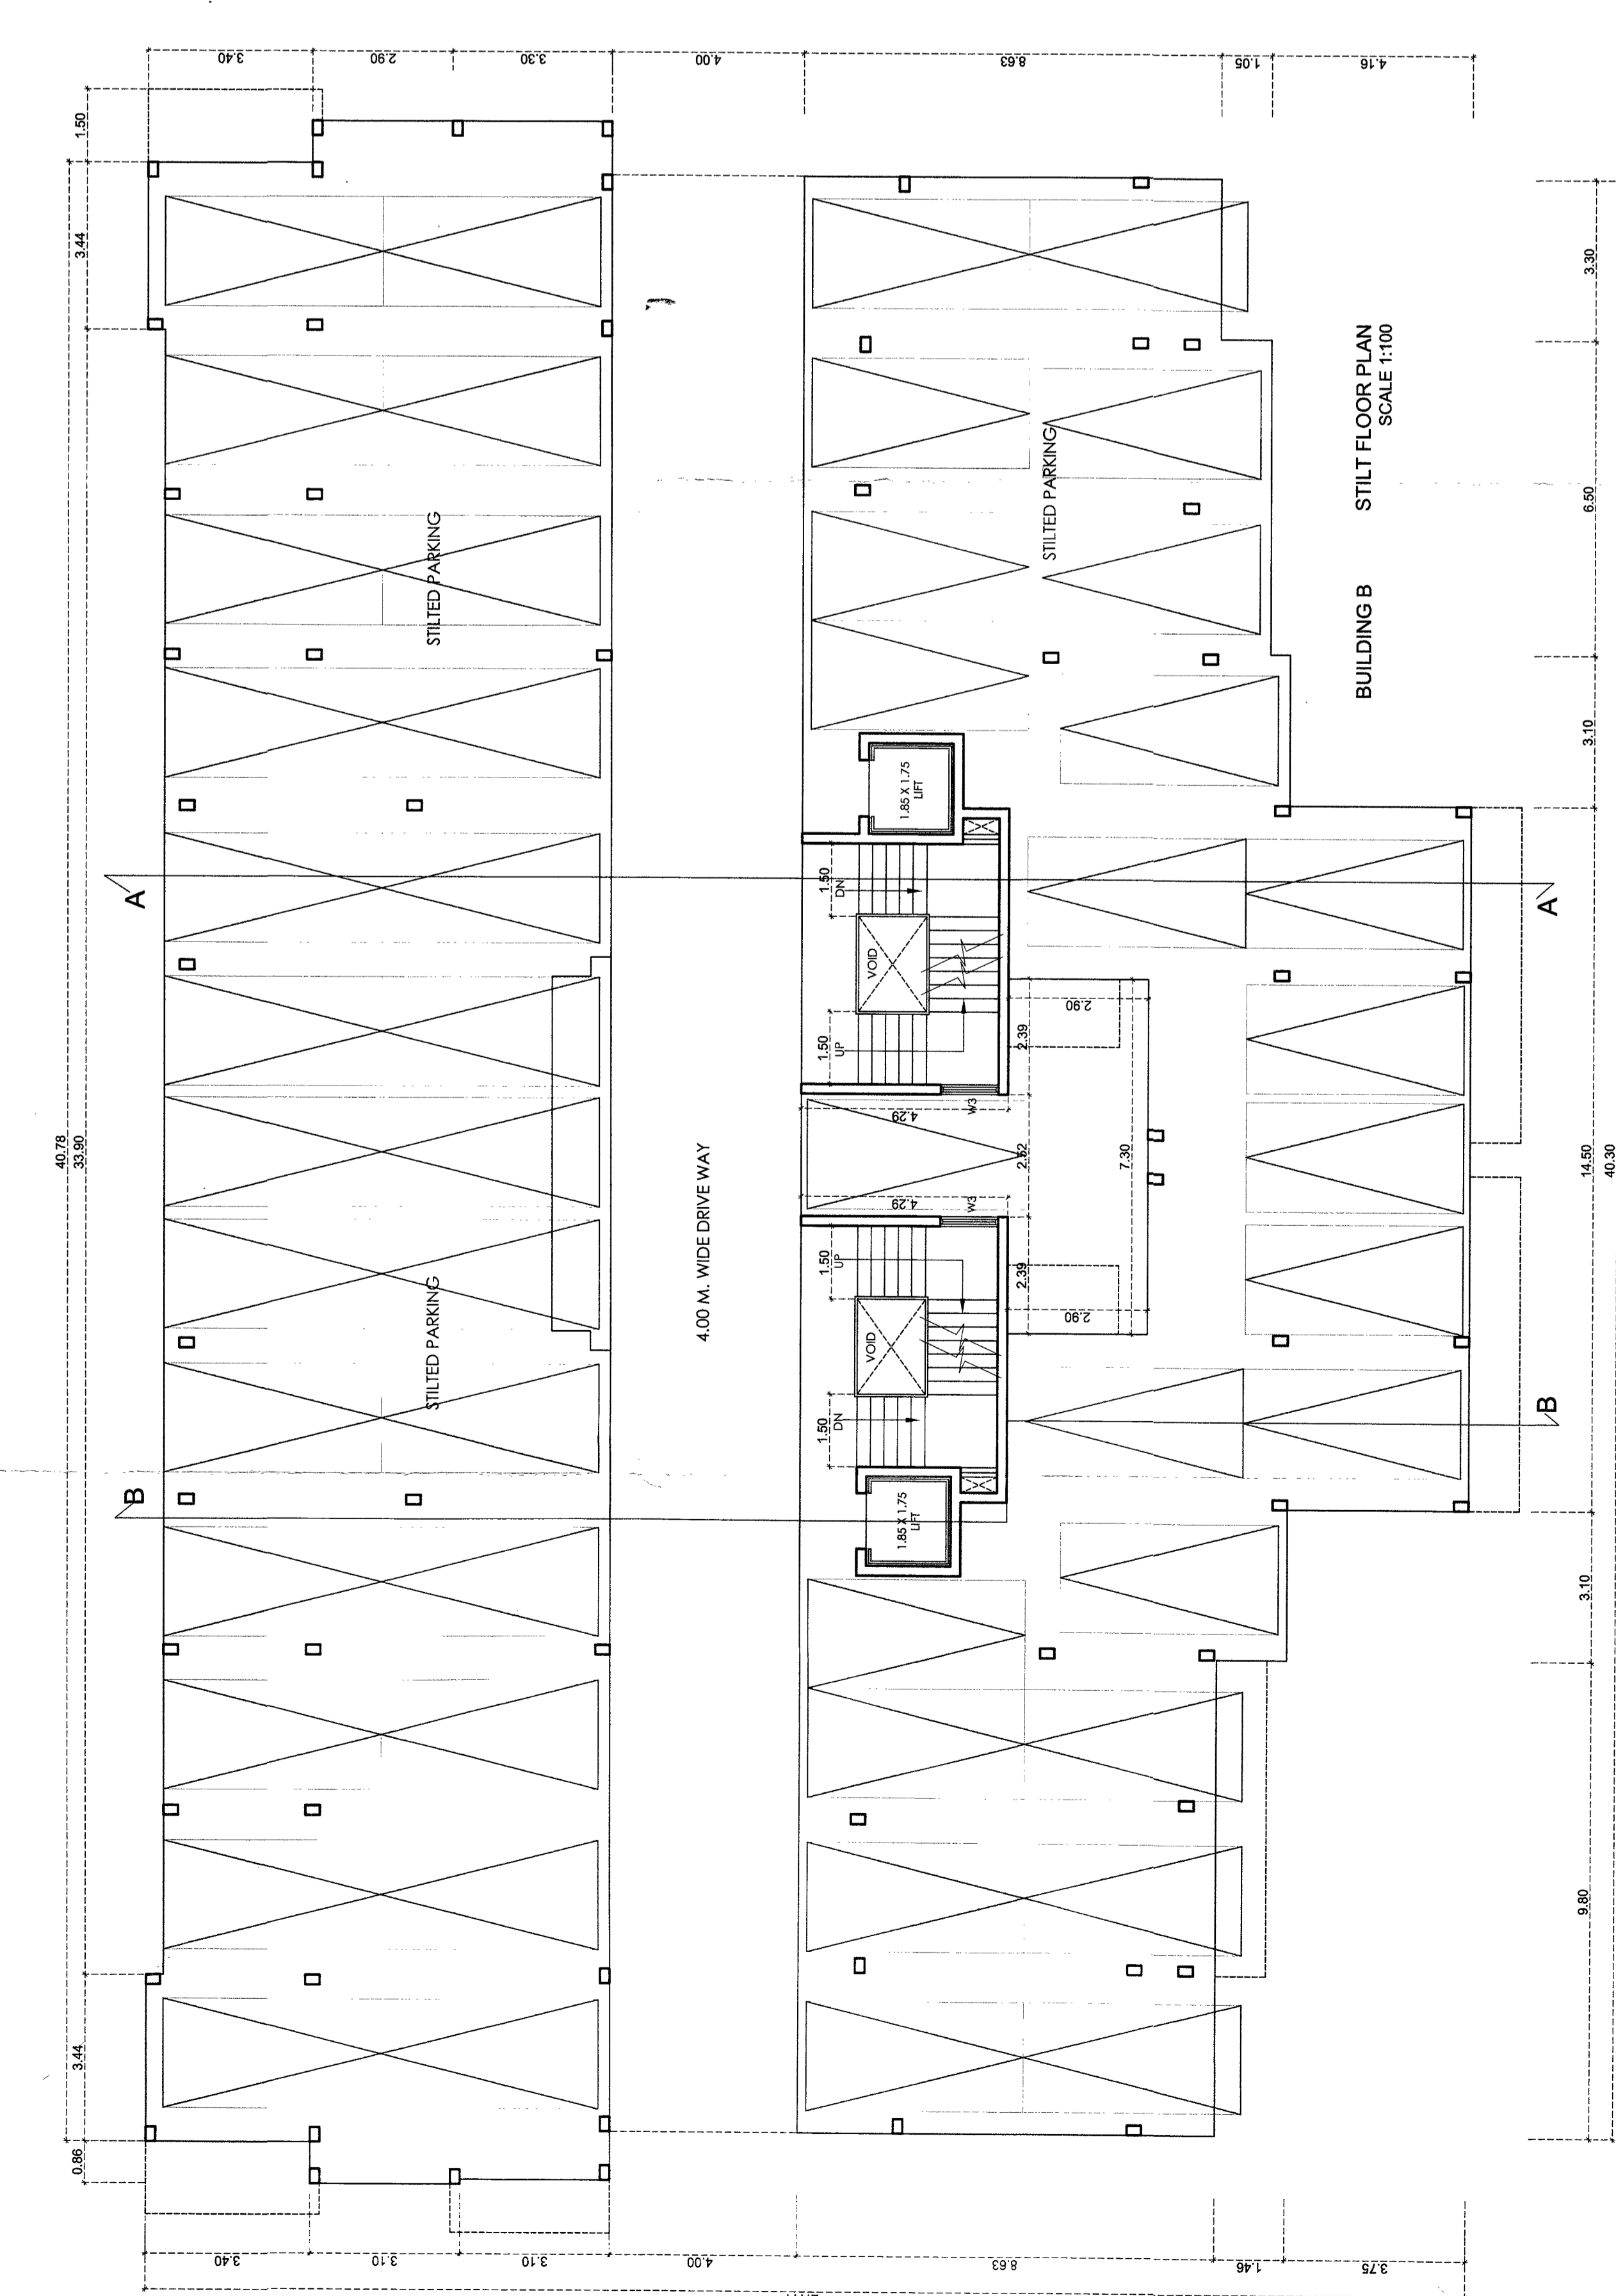 3.40
2.90
3.30
4.00
8.63
1.05
4.16
1.50
3.44
40.78
33.90
3.44
0.86
STILTED PARKING
STILTED PARKING
STILTED PARKING
4.00 M. WIDE DRIVE WAY
A
A
B
B
1.85 X 1.75
LIFT
1.50
DN
VOID
1.50
UP
4.29
W3
2.39
2.90
2.52
7.30
4.29
W3
1.50
UP
2.39
2.90
VOID
1.50
DN
1.85 X 1.75
LIFT
BUILDING B STILT FLOOR PLAN
SCALE 1:100
3.30
6.50
3.10
14.50
40.30
3.10
9.80
3.40
3.10
3.10
4.00
8.63
1.46
3.75